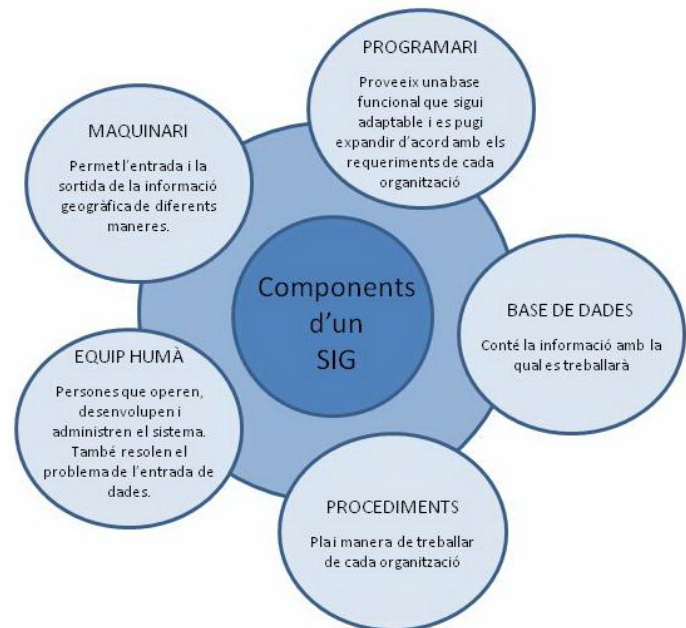 PROGRAMARI
Proveeix una base
funcional que sigui
adaptable i es pugi
expandir d'acord amb els
requeriments de cada
organització
MAQUINARI
Permet l'entrada i la
sortida de la informació
geogràfica de diferents
maneres.
Components
d'un
SIG
BASE DE DADES
Conté la informació amb la
qual es treballarà
EQUIP HUMÀ
Persones que operen,
desenvolupen i
administren el sistema.
També resolen el
problema de l'entrada de
dades.
PROCEDIMENTS
Pla i manera de treballar
de cada organització